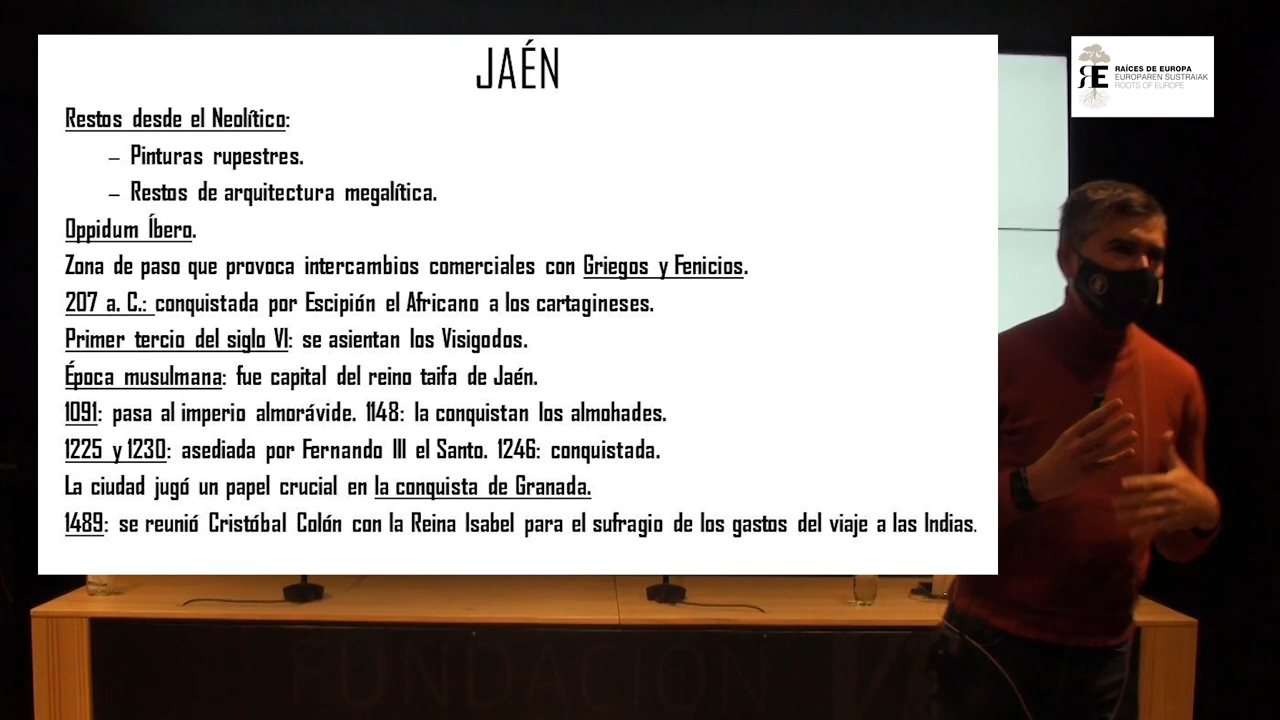 JAÉN
Restos desde el Neolítico:
– Pinturas rupestres.
– Restos de arquitectura megalítica.
Oppidum Íbero.
Zona de paso que provoca intercambios comerciales con Griegos y Fenicios.
207 a. C.: conquistada por Escipión el Africano a los cartagineses.
Primer tercio del siglo VI: se asientan los Visigodos.
Época musulmana: fue capital del reino taifa de Jaén.
1091: pasa al imperio almorávide. 1148: la conquistan los almohades.
1225 y 1230: asediada por Fernando III el Santo. 1246: conquistada.
La ciudad jugó un papel crucial en la conquista de Granada.
1489: se reunió Cristóbal Colón con la Reina Isabel para el sufragio de los gastos del viaje a las Indias.
RE
RAÍCES DE EUROPA
EUROPAREN SUSTRAIAK
ROOTS OF EUROPE
FUNDACIÓN